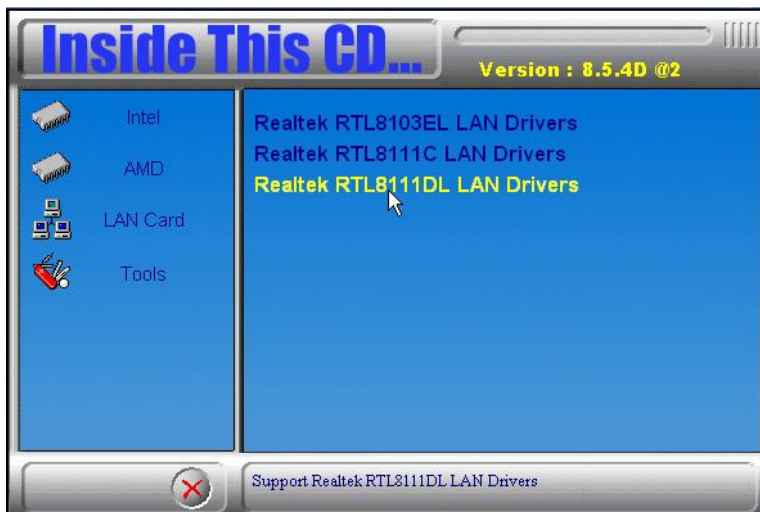 Inside This CD...
Version : 8.5.4D @2
Intel
AMD
LAN Card
Tools
Realtek RTL8103EL LAN Drivers
Realtek RTL8111C LAN Drivers
Realtek RTL8111DL LAN Drivers
Support Realtek RTL8111DL LAN Drivers